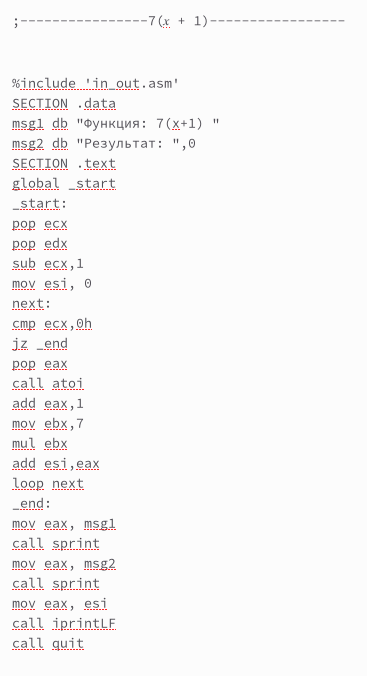 ;----------------7(x + 1)-----------------
%include 'in_out.asm'
SECTION .data
msg1 db "Функция: 7(x+1) "
msg2 db "Результат: ",0
SECTION .text
global _start
_start:
pop ecx
pop edx
sub ecx,1
mov esi, 0
next:
cmp ecx,0h
jz _end
pop eax
call atoi
add eax,1
mov ebx,7
mul ebx
add esi,eax
loop next
_end:
mov eax, msg1
call sprint
mov eax, msg2
call sprint
mov eax, esi
call iprintLF
call quit